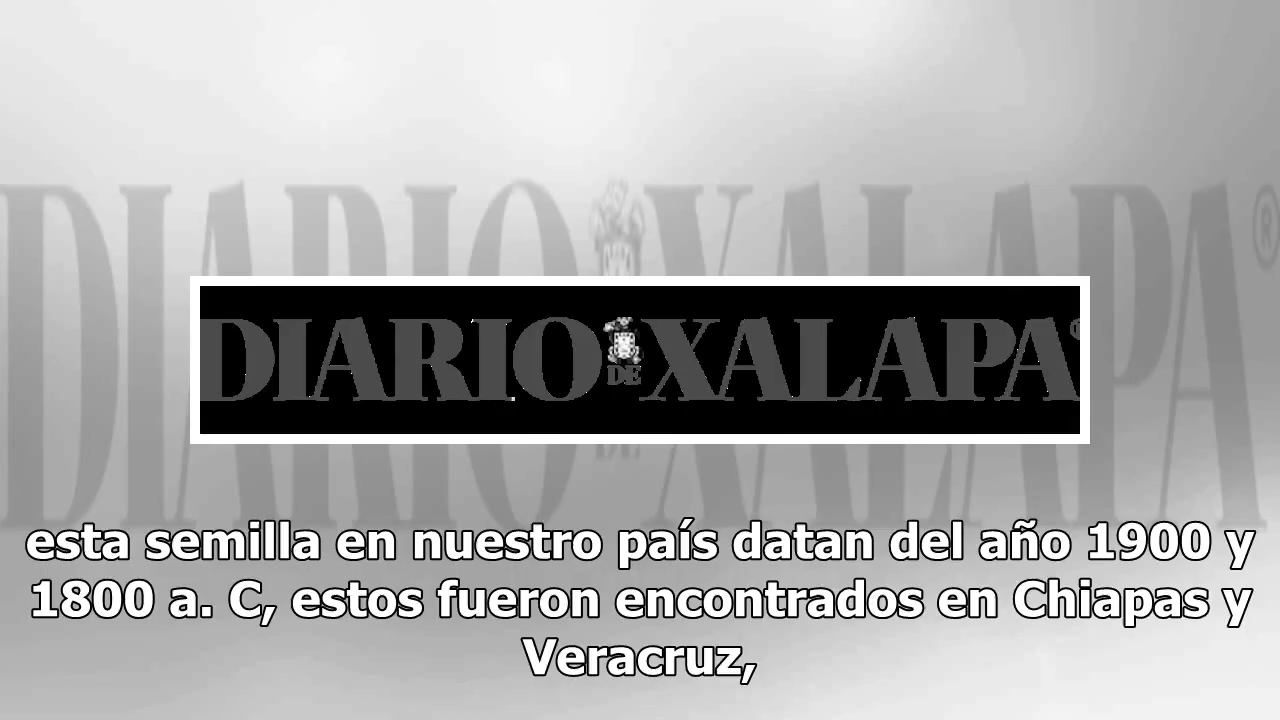 DIARIO DE XALAPA®
DIARIO DE XALAPA
esta semilla en nuestro país datan del año 1900 y
1800 a. C, estos fueron encontrados en Chiapas y
Veracruz,